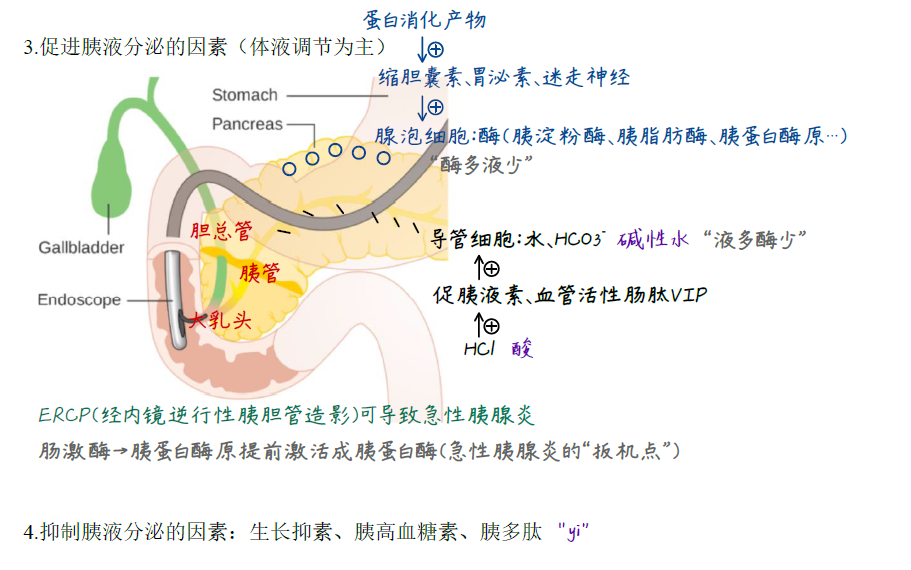 蛋白消化产物
3.促进胰液分泌的因素（体液调节为主）
↓⊕
缩胆囊素、胃泌素、迷走神经
Stomach
↓⊕
Pancreas
腺泡细胞:酶(胰淀粉酶、胰脂肪酶、胰蛋白酶原…)
“酶多液少”
胆总管
导管细胞:水、HCO3⁻ 碱性水 “液多酶少”
Gallbladder
胰管
↑⊕
促胰液素、血管活性肠肽VIP
Endoscope
大乳头
↑⊕
HCl 酸
ERCP(经内镜逆行性胰胆管造影)可导致急性胰腺炎
肠激酶→胰蛋白酶原提前激活成胰蛋白酶(急性胰腺炎的“扳机点”)
4.抑制胰液分泌的因素：生长抑素、胰高血糖素、胰多肽 "yi"